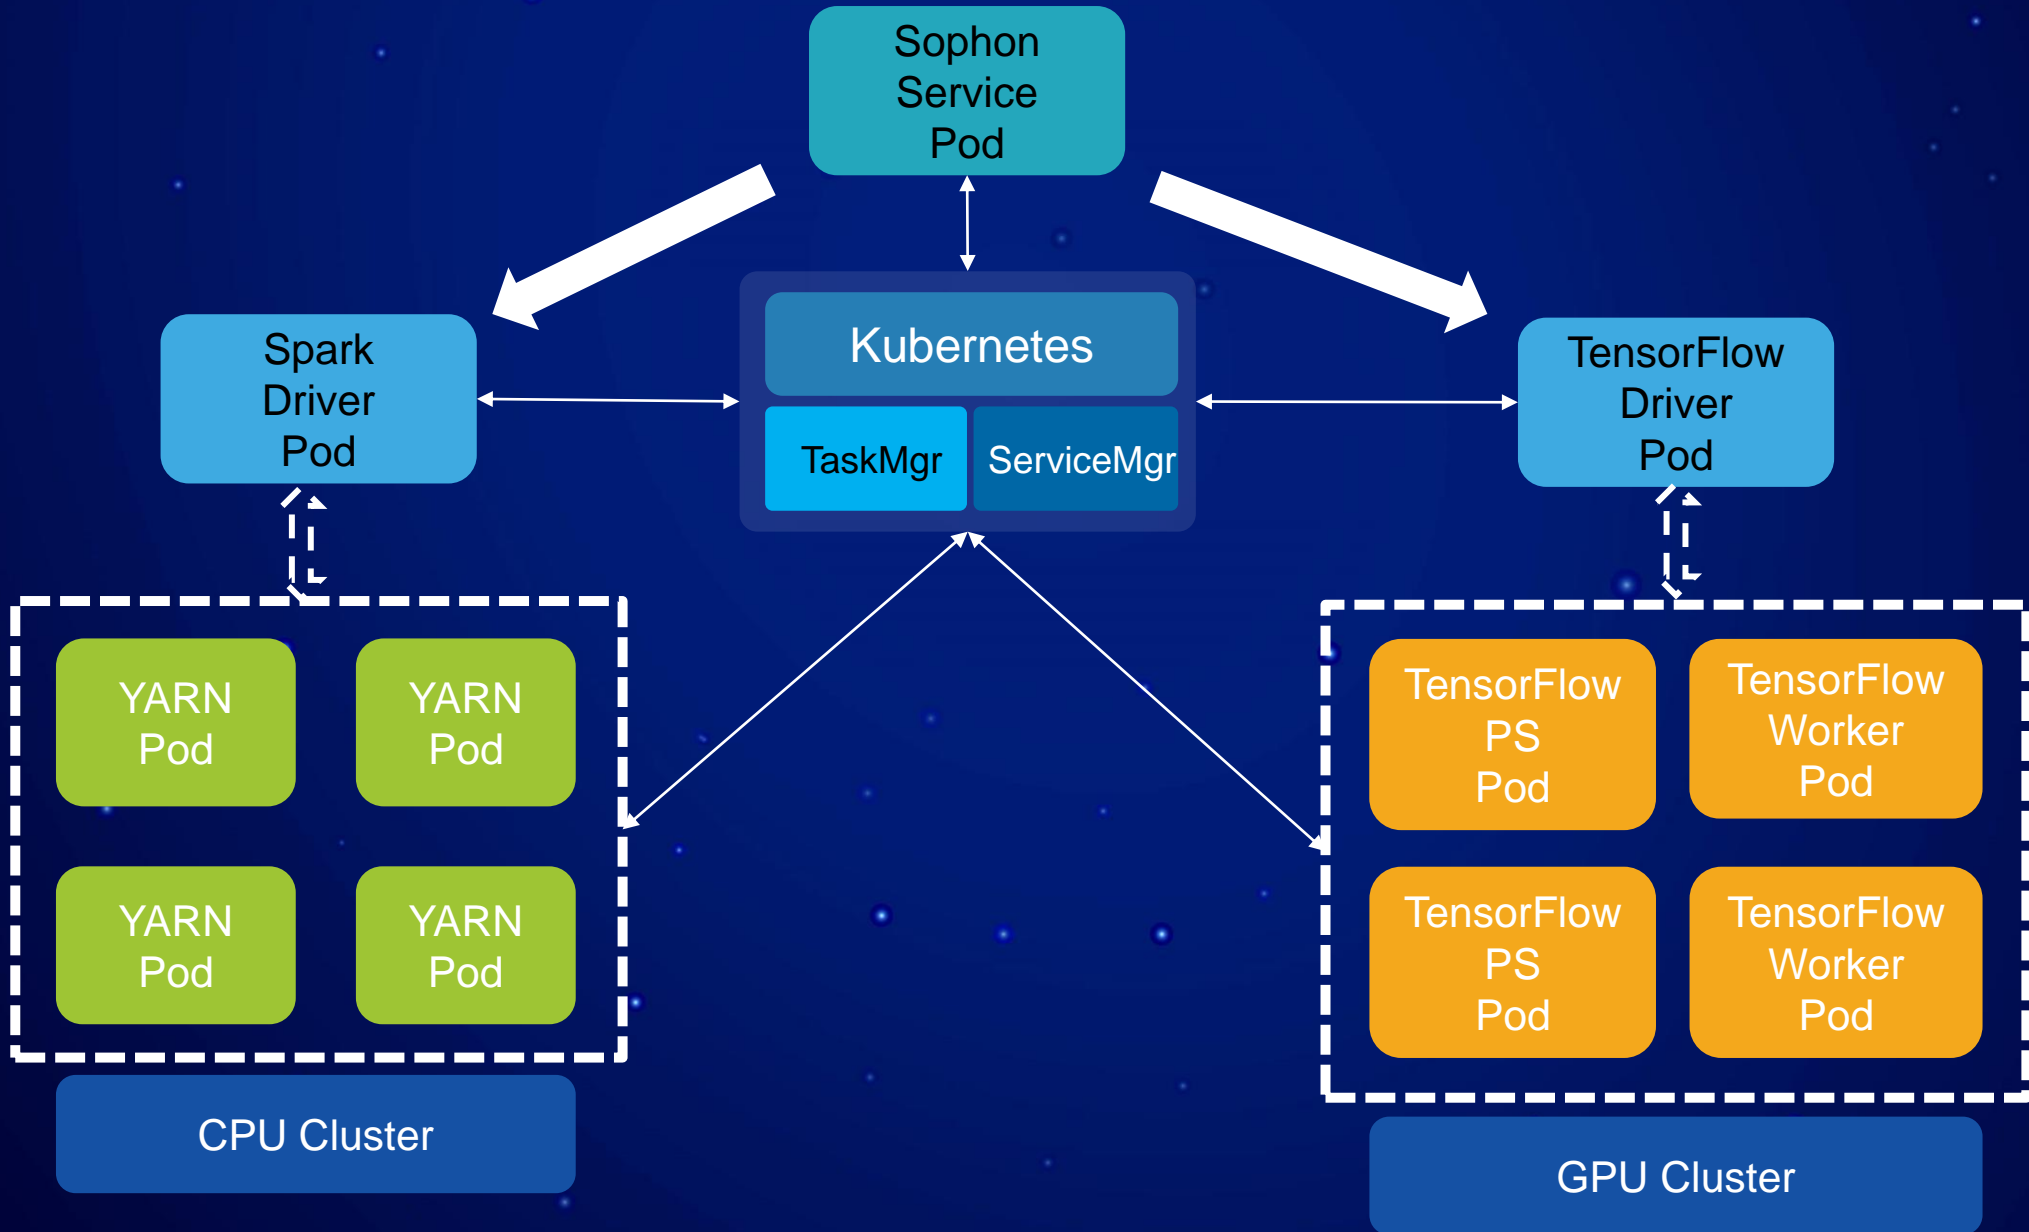 Sophon
Service
Pod
Spark
Driver
Pod
Kubernetes
TaskMgr
ServiceMgr
TensorFlow
Driver
Pod
YARN
Pod
YARN
Pod
YARN
Pod
YARN
Pod
CPU Cluster
TensorFlow
PS
Pod
TensorFlow
Worker
Pod
TensorFlow
PS
Pod
TensorFlow
Worker
Pod
GPU Cluster